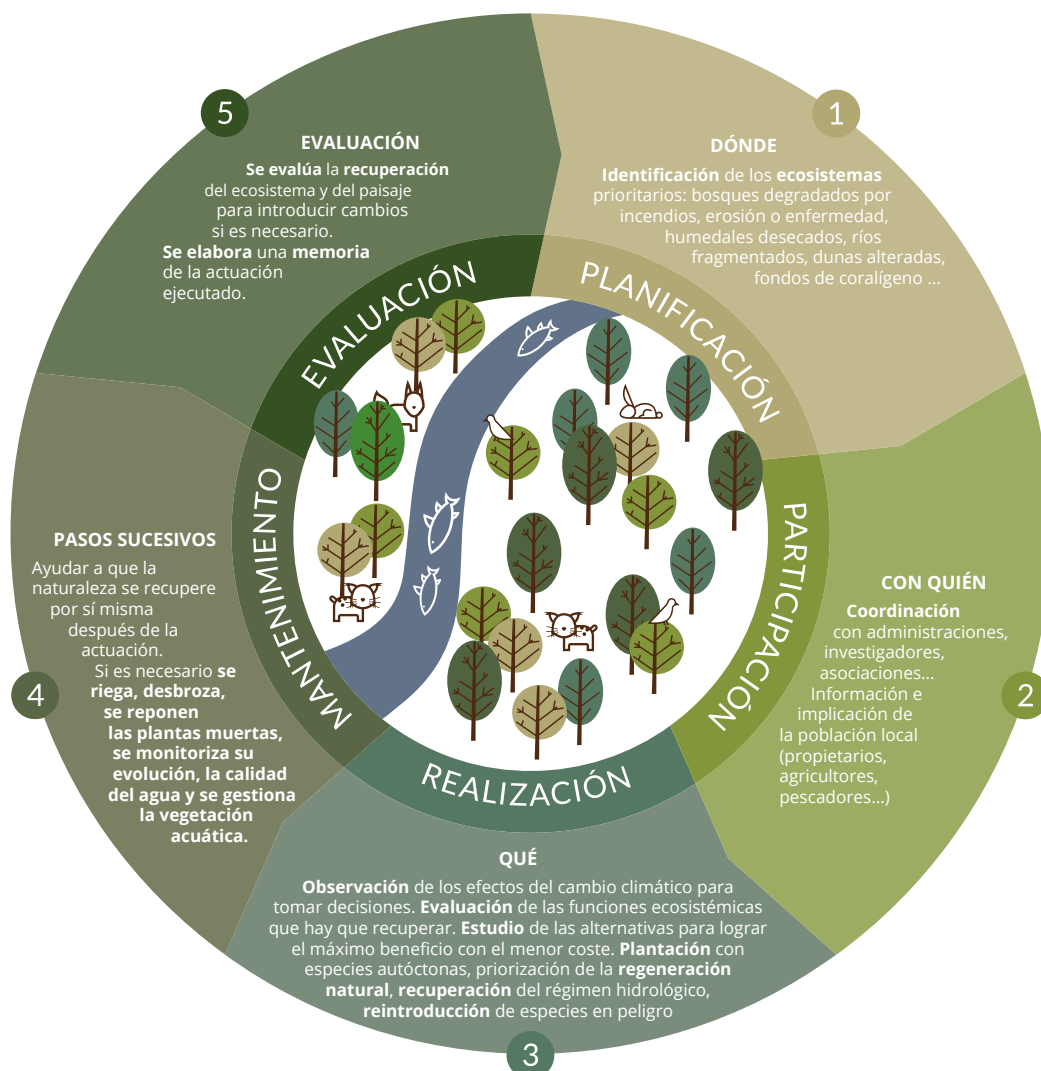 1
DÓNDE
Identificación de los ecosistemas
prioritarios: bosques degradados por
incendios, erosión o enfermedad,
humedales desecados, ríos
fragmentados, dunas alteradas,
fondos de coralígeno ...
PLANIFICACIÓN
2
CON QUIÉN
Coordinación
con administraciones,
investigadores,
asociaciones...
Información e
implicación de
la población local
(propietarios,
agricultores,
pescadores...)
PARTICIPACIÓN
REALIZACIÓN
QUÉ
Observación de los efectos del cambio climático para
tomar decisiones. Evaluación de las funciones ecosistémicas
que hay que recuperar. Estudio de las alternativas para lograr
el máximo beneficio con el menor coste. Plantación con
especies autóctonas, priorización de la regeneración
natural, recuperación del régimen hidrológico,
reintroducción de especies en peligro
3
MANTENIMIENTO
PASOS SUCESIVOS
Ayudar a que la
naturaleza se recupere
por sí misma
después de la
actuación.
Si es necesario se
riega, desbroza,
se reponen
las plantas muertas,
se monitoriza su
evolución, la calidad
del agua y se gestiona
la vegetación
acuática.
4
5
EVALUACIÓN
Se evalúa la recuperación
del ecosistema y del paisaje
para introducir cambios
si es necesario.
Se elabora una memoria
de la actuación
ejecutado.
EVALUACIÓN